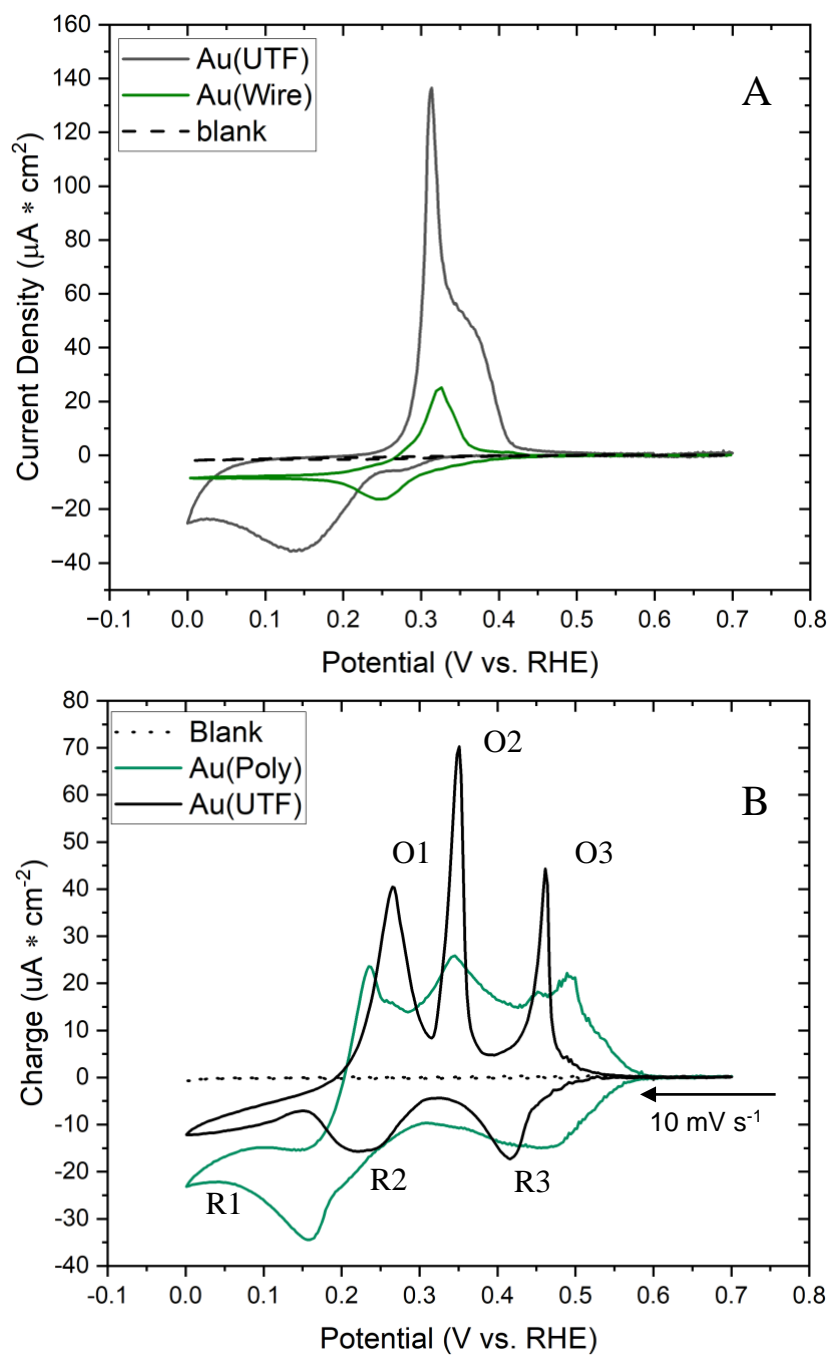 160
140
120
100
80
60
40
20
0
−20
−40
Current Density (μA ∗ cm²)
Au(UTF)
Au(Wire)
blank
A
−0.1 0.0 0.1 0.2 0.3 0.4 0.5 0.6 0.7 0.8
Potential (V vs. RHE)
80
70
60
50
40
30
20
10
0
-10
-20
-30
-40
Charge (uA ∗ cm⁻²)
Blank
Au(Poly)
Au(UTF)
O2
B
O1
O3
10 mV s⁻¹
R1
R2
R3
-0.1 0.0 0.1 0.2 0.3 0.4 0.5 0.6 0.7 0.8
Potential (V vs. RHE)